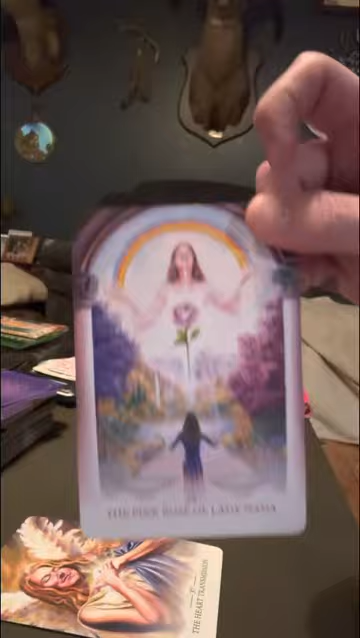 THE PINK ROSE OF LADY NADA
THE HEART TRANSMISSION